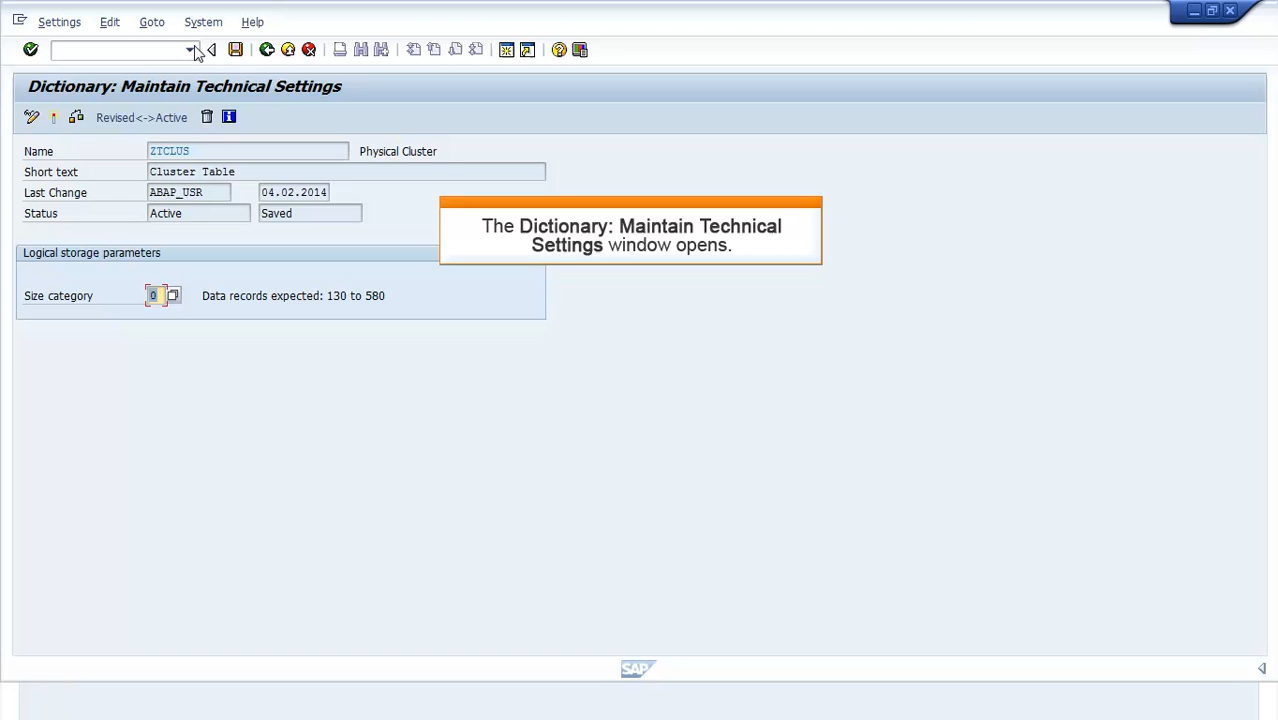 Settings Edit Goto System Help
Dictionary: Maintain Technical Settings
Revised<->Active
Name ZTCLUS Physical Cluster
Short text Cluster Table
Last Change ABAP_USR 04.02.2014
Status Active Saved
The Dictionary: Maintain Technical
Settings window opens.
Logical storage parameters
Size category 0 Data records expected: 130 to 580
SAP